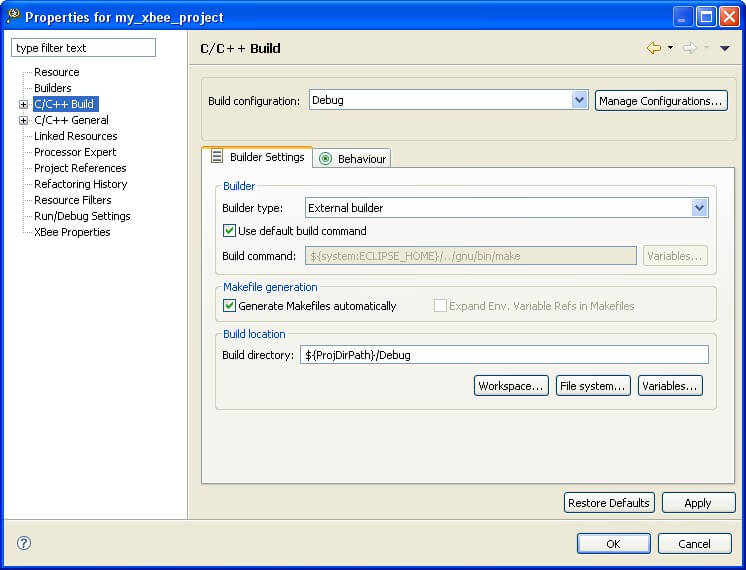 Properties for my_xbee_project
type filter text
C/C++ Build
Resource
Builders
C/C++ Build
C/C++ General
Linked Resources
Processor Expert
Project References
Refactoring History
Resource Filters
Run/Debug Settings
XBee Properties
Build configuration: Debug Manage Configurations...
Builder Settings Behaviour
Builder
Builder type: External builder
Use default build command
Build command: ${system:ECLIPSE_HOME}/../gnu/bin/make Variables...
Makefile generation
Generate Makefiles automatically Expand Env. Variable Refs in Makefiles
Build location
Build directory: ${ProjDirPath}/Debug
Workspace... File system... Variables...
Restore Defaults Apply
? OK Cancel